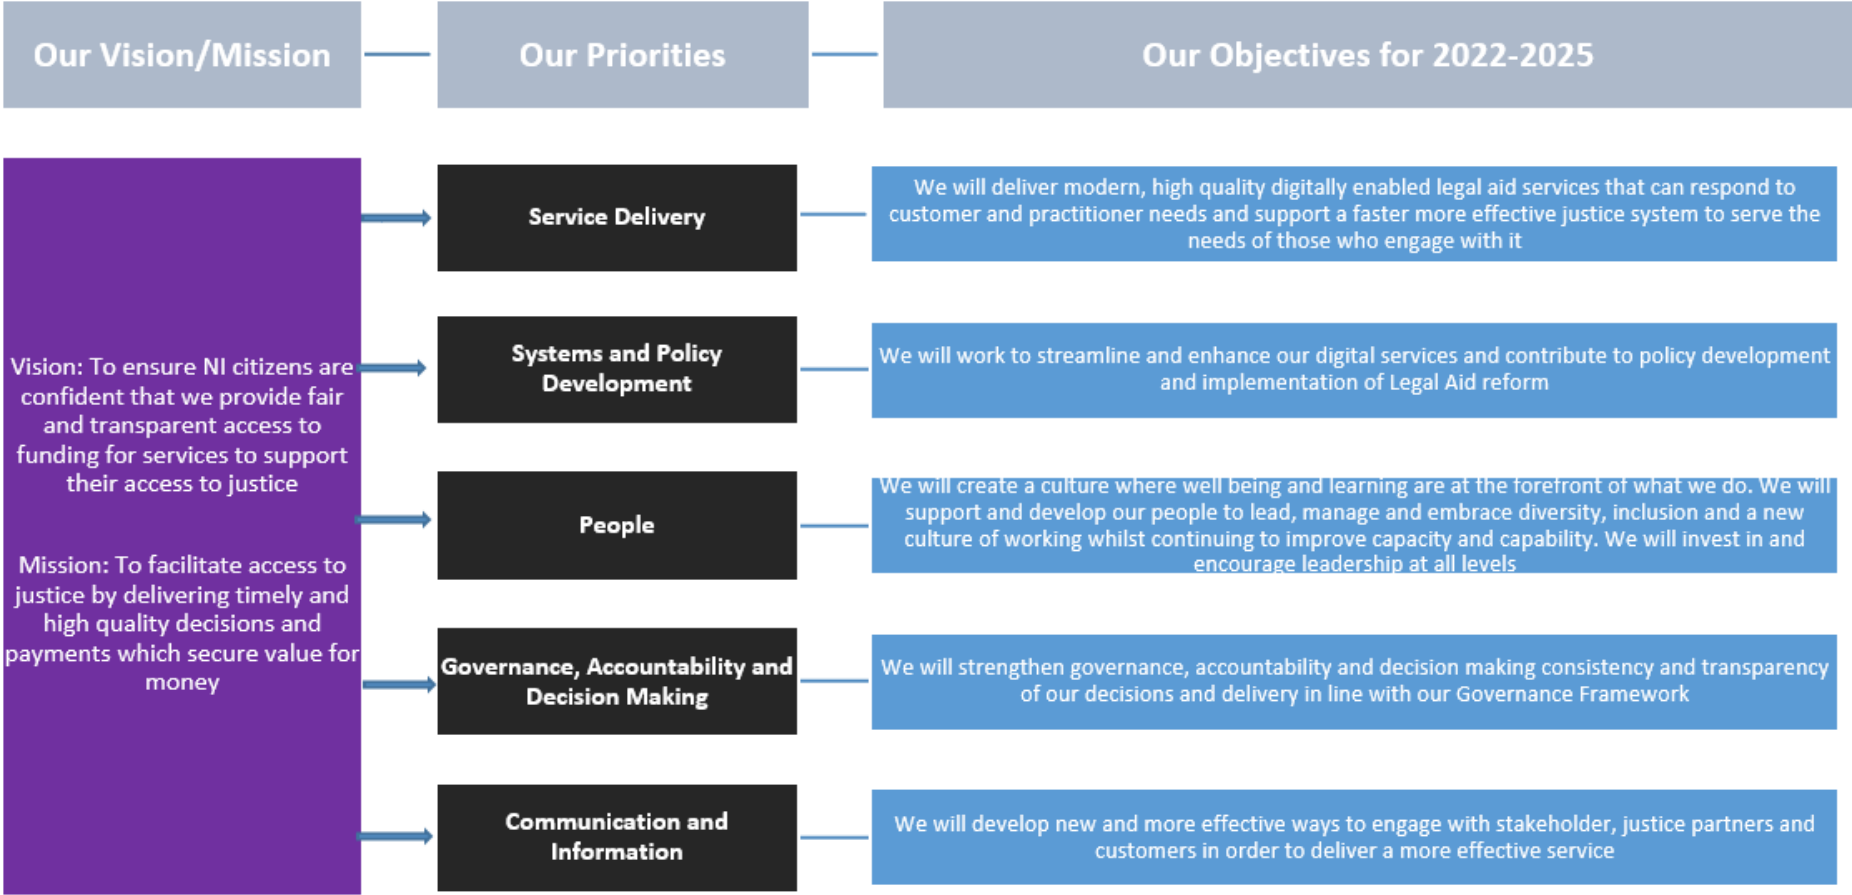 Our Vision/Mission
Our Priorities
Our Objectives for 2022-2025
Vision: To ensure NI citizens are
confident that we provide fair
and transparent access to
funding for services to support
their access to justice
Mission: To facilitate access to
justice by delivering timely and
high quality decisions and
payments which secure value for
money
Service Delivery
We will deliver modern, high quality digitally enabled legal aid services that can respond to
customer and practitioner needs and support a faster more effective justice system to serve the
needs of those who engage with it
Systems and Policy
Development
We will work to streamline and enhance our digital services and contribute to policy development
and implementation of Legal Aid reform
People
We will create a culture where well being and learning are at the forefront of what we do. We will
support and develop our people to lead, manage and embrace diversity, inclusion and a new
culture of working whilst continuing to improve capacity and capability. We will invest in and
encourage leadership at all levels
Governance, Accountability and
Decision Making
We will strengthen governance, accountability and decision making consistency and transparency
of our decisions and delivery in line with our Governance Framework
Communication and
Information
We will develop new and more effective ways to engage with stakeholder, justice partners and
customers in order to deliver a more effective service